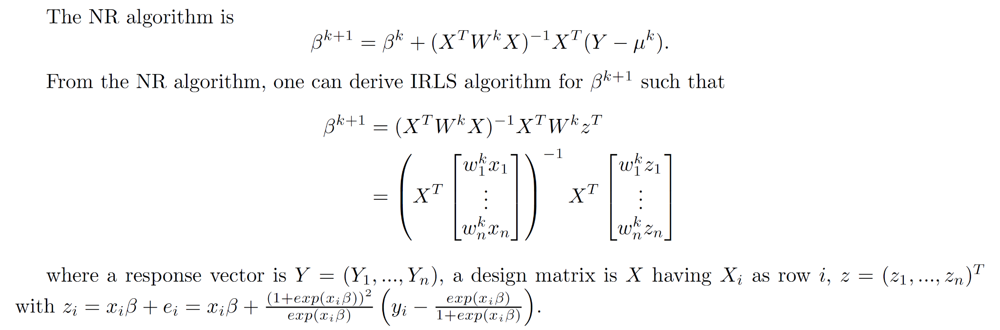 The NR algorithm is
$\beta^{k+1} = \beta^k + (X^T W^k X)^{-1} X^T (Y - \mu^k).$
From the NR algorithm, one can derive IRLS algorithm for $\beta^{k+1}$ such that
$\beta^{k+1} = (X^T W^k X)^{-1} X^T W^k z^T$
$= \left( X^T \begin{bmatrix} w_1^k x_1 \\ \vdots \\ w_n^k x_n \end{bmatrix} \right)^{-1} X^T \begin{bmatrix} w_1^k z_1 \\ \vdots \\ w_n^k z_n \end{bmatrix}$
where a response vector is $Y = (Y_1, ..., Y_n)$, a design matrix is $X$ having $X_i$ as row $i$, $z = (z_1, ..., z_n)^T$
with $z_i = x_i\beta + e_i = x_i\beta + \frac{(1+exp(x_i\beta))^2}{exp(x_i\beta)} \left( y_i - \frac{exp(x_i\beta)}{1+exp(x_i\beta)} \right).$